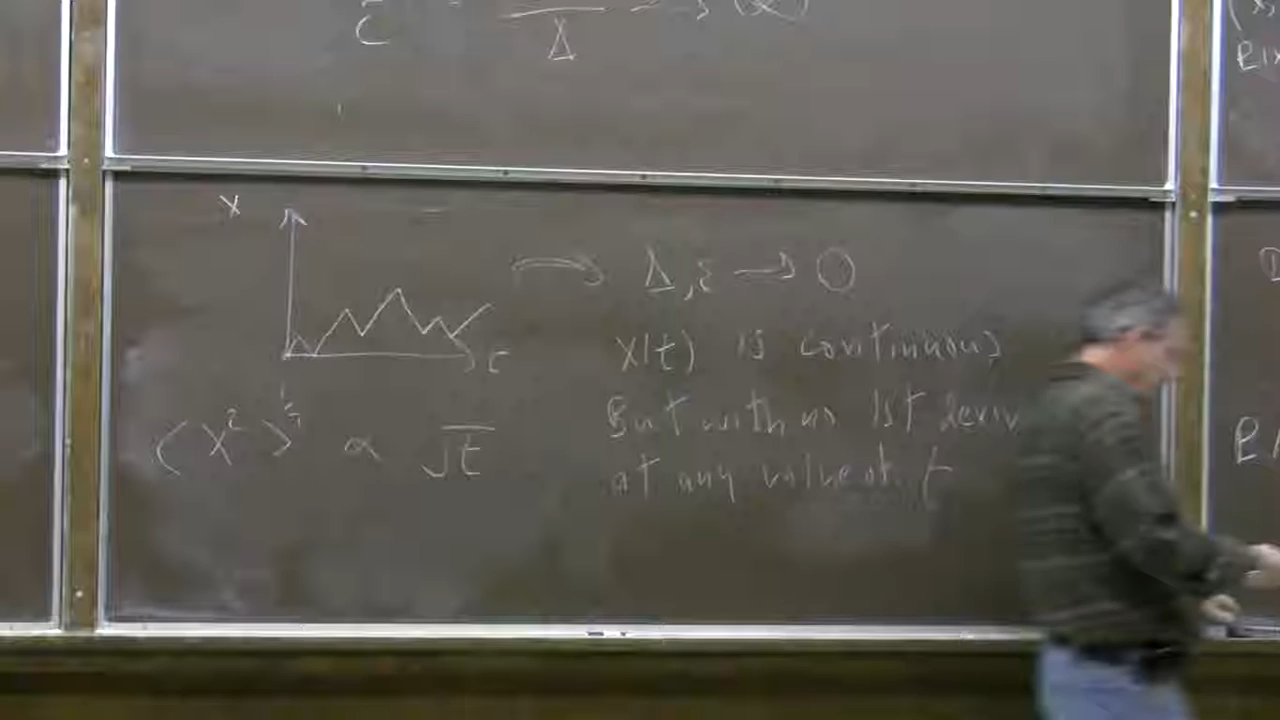 Δ
X
Δ, ε → 0
t
X(t) is continuous
But with no 1st deriv
at any value of t
⟨X²⟩^½ ∝ √t